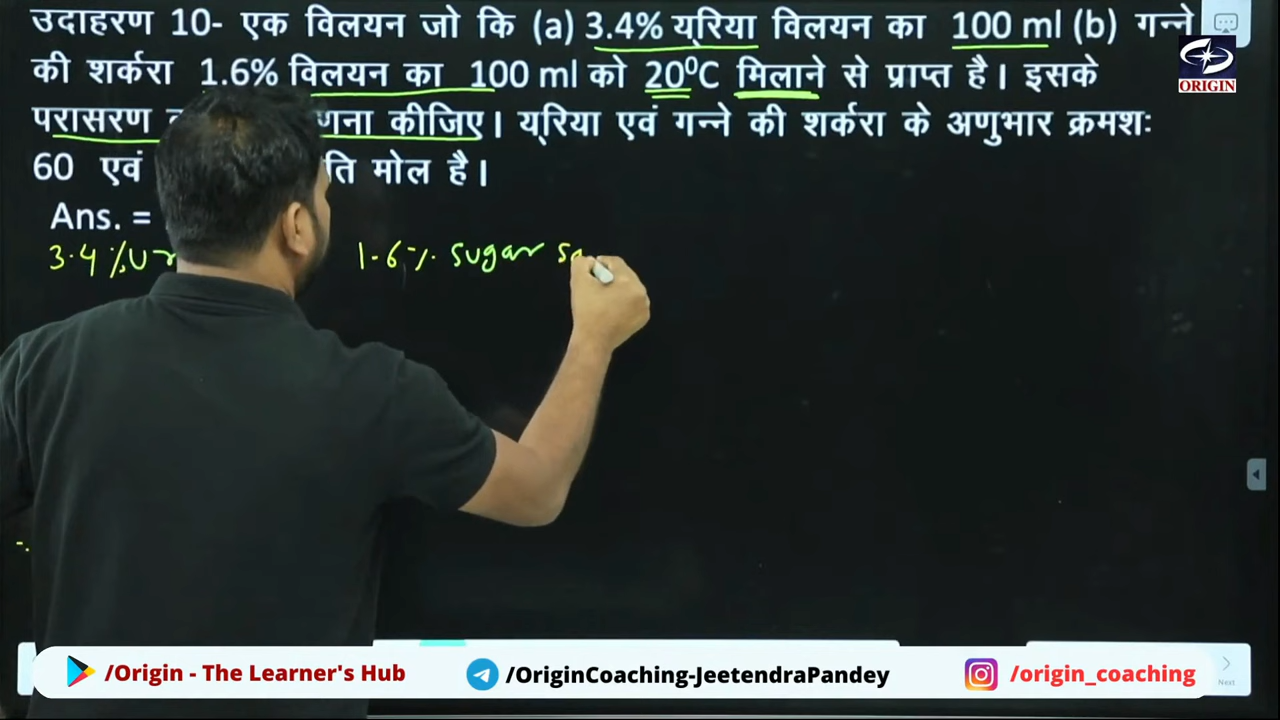 उदाहरण 10- एक विलयन जो कि (a) 3.4% यूरिया विलयन का 100 ml (b) गन्ने
की शर्करा 1.6% विलयन का 100 ml को 20⁰C मिलाने से प्राप्त है। इसके
परासरण कीजिए। यूरिया एवं गन्ने की शर्करा के अणुभार क्रमशः
60 एवं मोल है।
Ans. =
3.4 % 1.6 % sugar
ORIGIN
/Origin - The Learner's Hub
/OriginCoaching-JeetendraPandey
/origin_coaching
Next